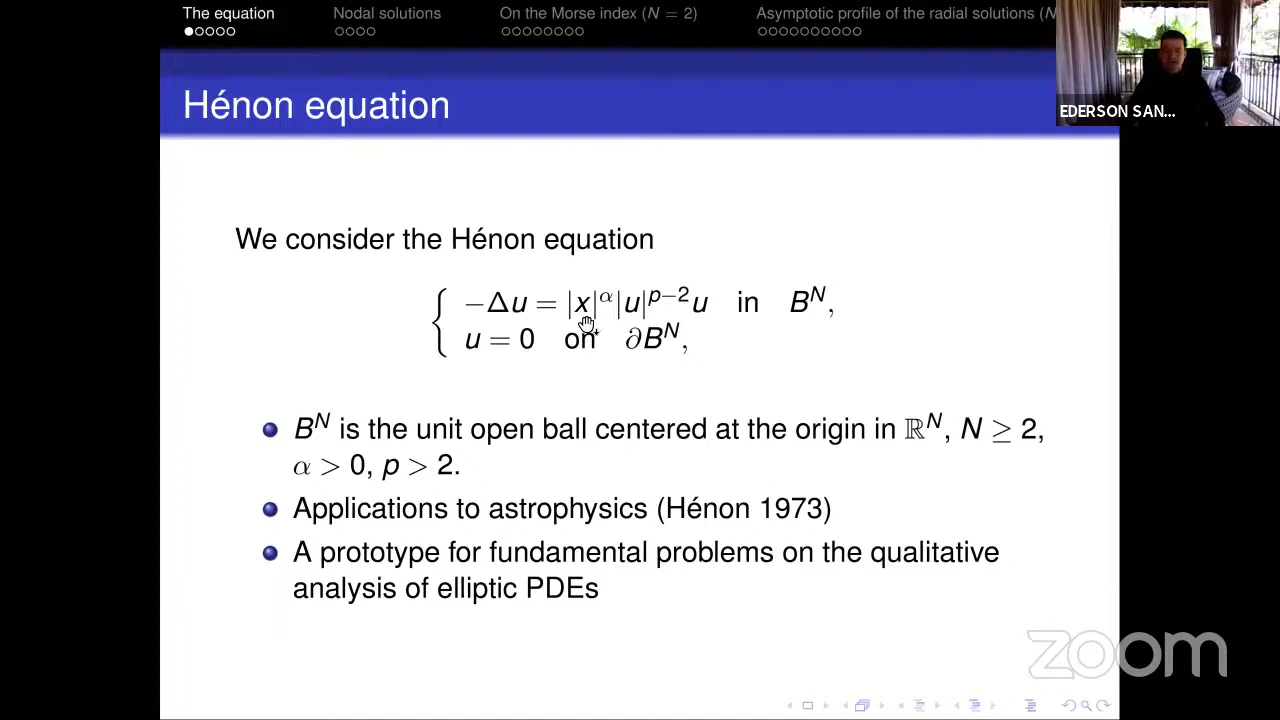 The equation
Nodal solutions
On the Morse index (N = 2)
Asymptotic profile of the radial solutions (N
EDERSON SAN...
Hénon equation
We consider the Hénon equation
−Δu = |x|^α|u|^{p−2}u in B^N,
u = 0 on ∂B^N,
B^N is the unit open ball centered at the origin in ℝ^N, N ≥ 2,
α > 0, p > 2.
Applications to astrophysics (Hénon 1973)
A prototype for fundamental problems on the qualitative
analysis of elliptic PDEs
zoom